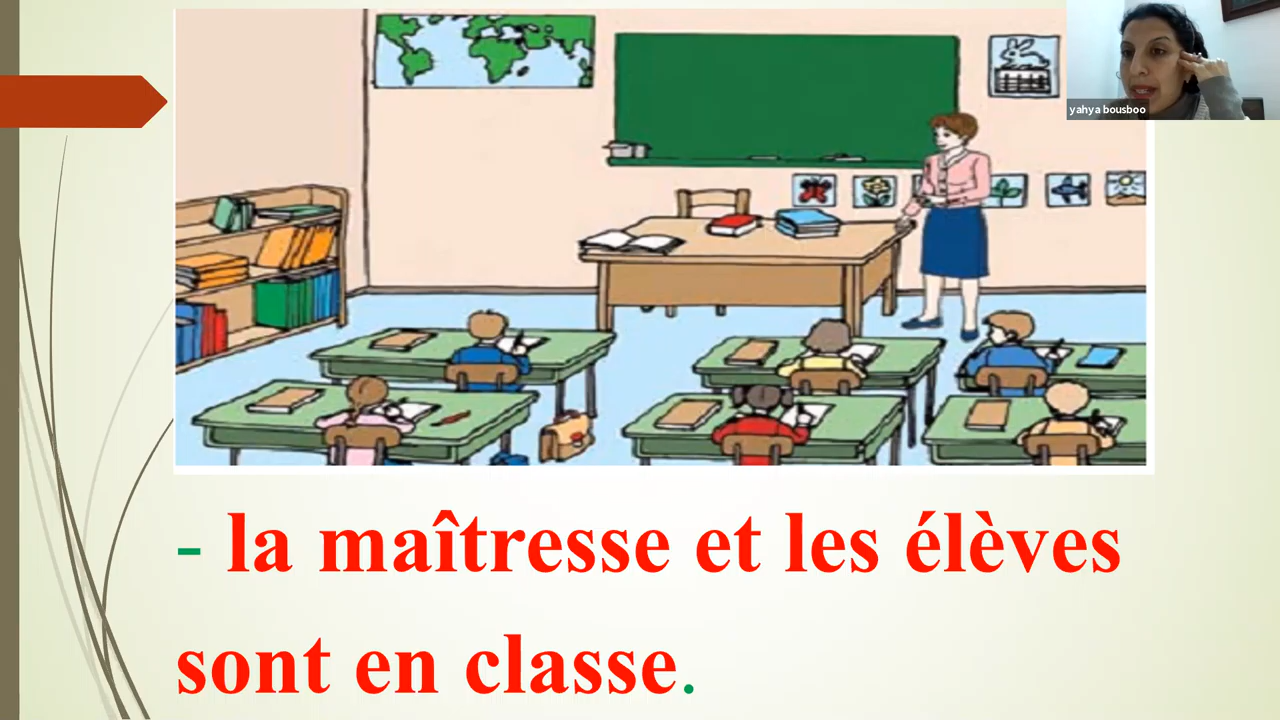 yahya bousboo
- la maîtresse et les élèves
sont en classe.